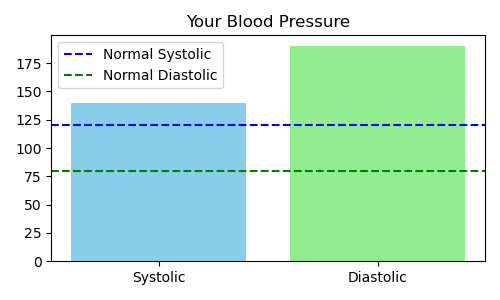 Your Blood Pressure
Normal Systolic
Normal Diastolic
175
150
125
100
75
50
25
0
Systolic Diastolic